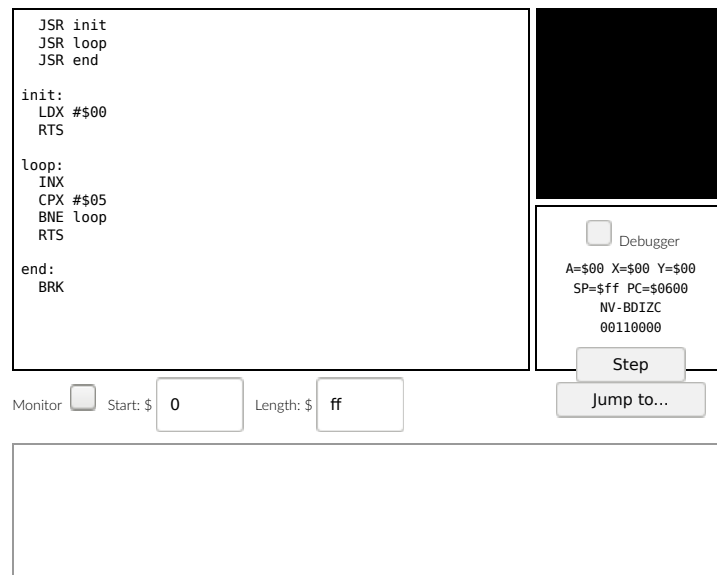 JSR init
JSR loop
JSR end
init:
LDX #$00
RTS
loop:
INX
CPX #$05
BNE loop
RTS
end:
BRK
Debugger
A=$00 X=$00 Y=$00
SP=$ff PC=$0600
NV-BDIZC
00110000
Step
Jump to...
Monitor Start: $ 0 Length: $ ff